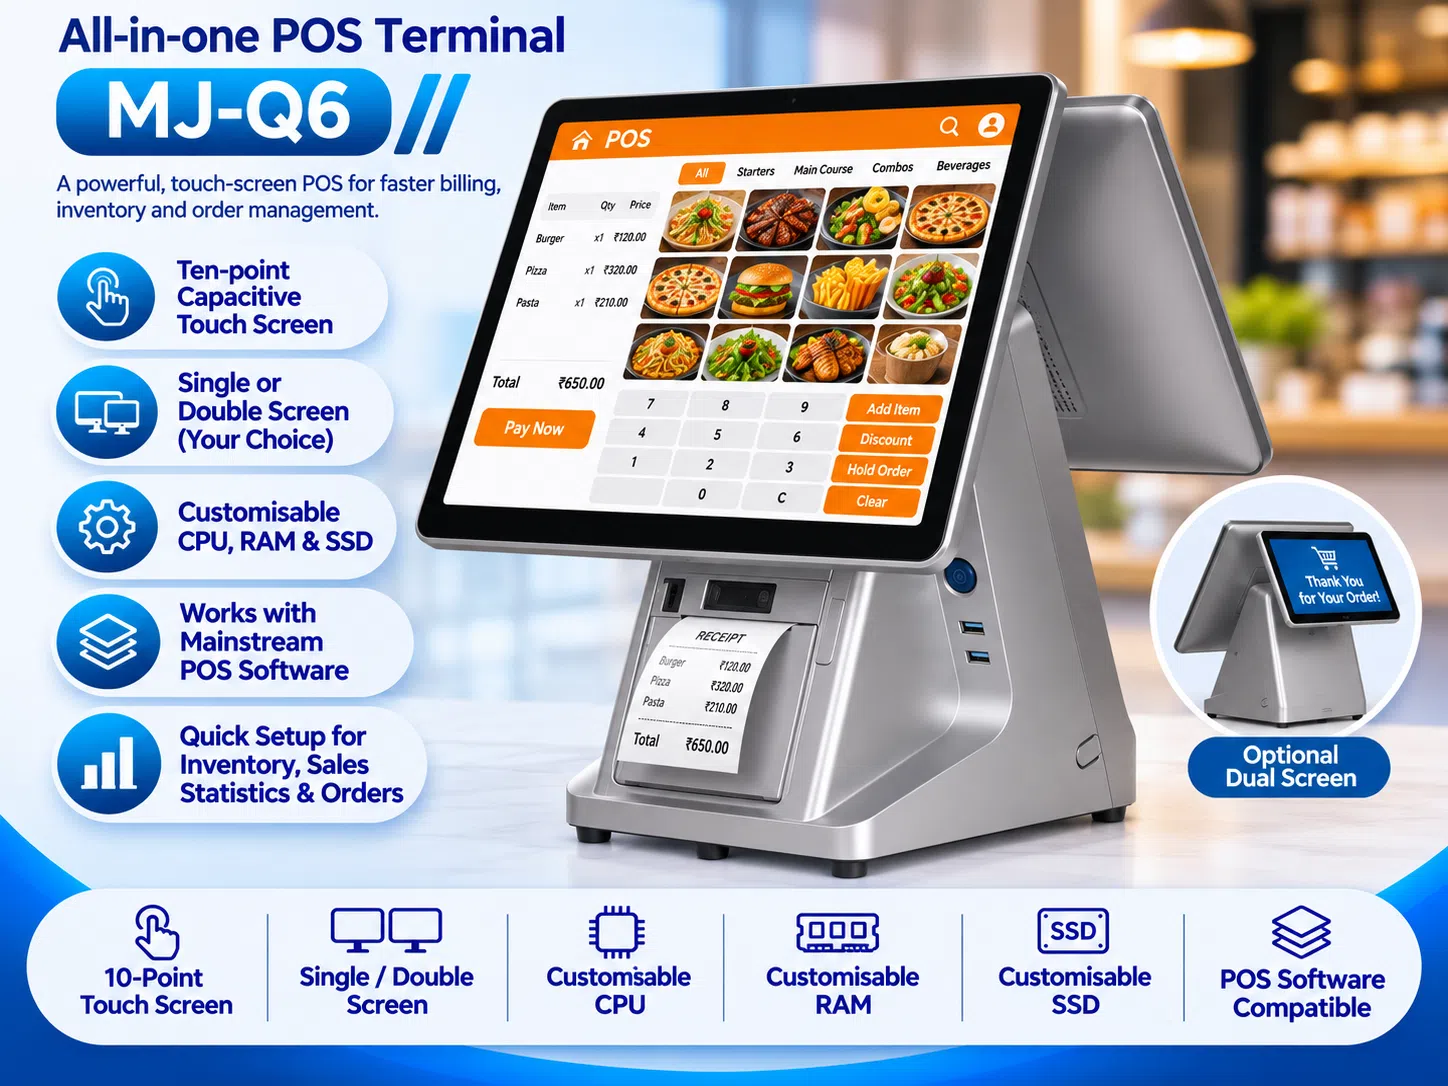 All-in-one POS Terminal
MJ-Q6
A powerful, touch-screen POS for faster billing,
inventory and order management.
Ten-point
Capacitive
Touch Screen
Single or
Double Screen
(Your Choice)
Customisable
CPU, RAM & SSD
Works with
Mainstream
POS Software
Quick Setup for
Inventory, Sales
Statistics & Orders
POS
All Starters Main Course Combos Beverages
Item Qty Price
Burger x1 ₹120.00
Pizza x1 ₹320.00
Pasta x1 ₹210.00
Total ₹650.00
Pay Now
7 8 9 Add Item
4 5 6 Discount
1 2 3 Hold Order
0 C Clear
RECEIPT
Burger ₹120.00
Pizza ₹320.00
Pasta ₹210.00
Total ₹650.00
Thank You
for Your Order!
Optional
Dual Screen
10-Point
Touch Screen
Single / Double
Screen
Customisable
CPU
Customisable
RAM
SSD
Customisable
SSD
POS Software
Compatible